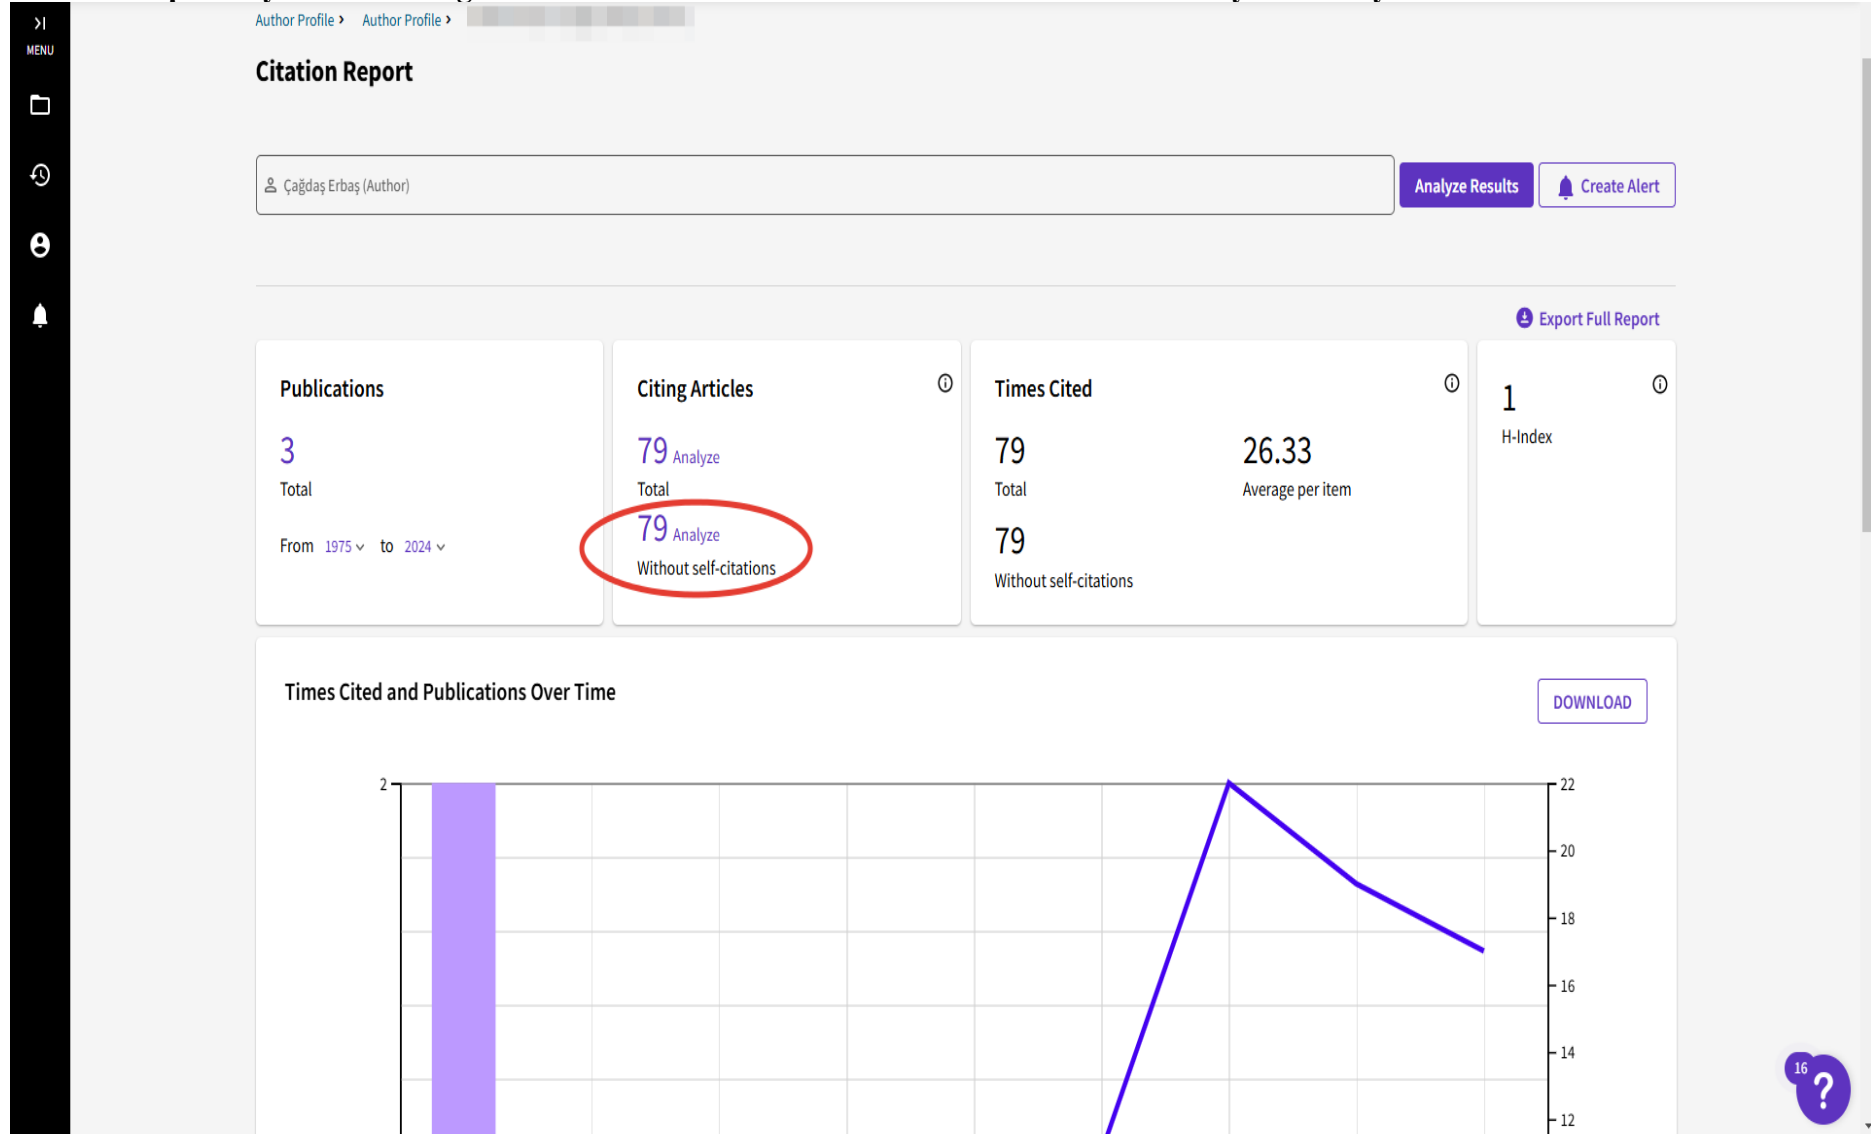 Author Profile > Author Profile >
MENU
Citation Report
Çağdaş Erbaş (Author)
Analyze Results
Create Alert
Export Full Report
Publications
3
Total
From 1975 to 2024
Citing Articles
79 Analyze
Total
79 Analyze
Without self-citations
Times Cited
79
Total
26.33
Average per item
79
Without self-citations
1
H-Index
Times Cited and Publications Over Time
DOWNLOAD
2
22
20
18
16
14
12
16
?